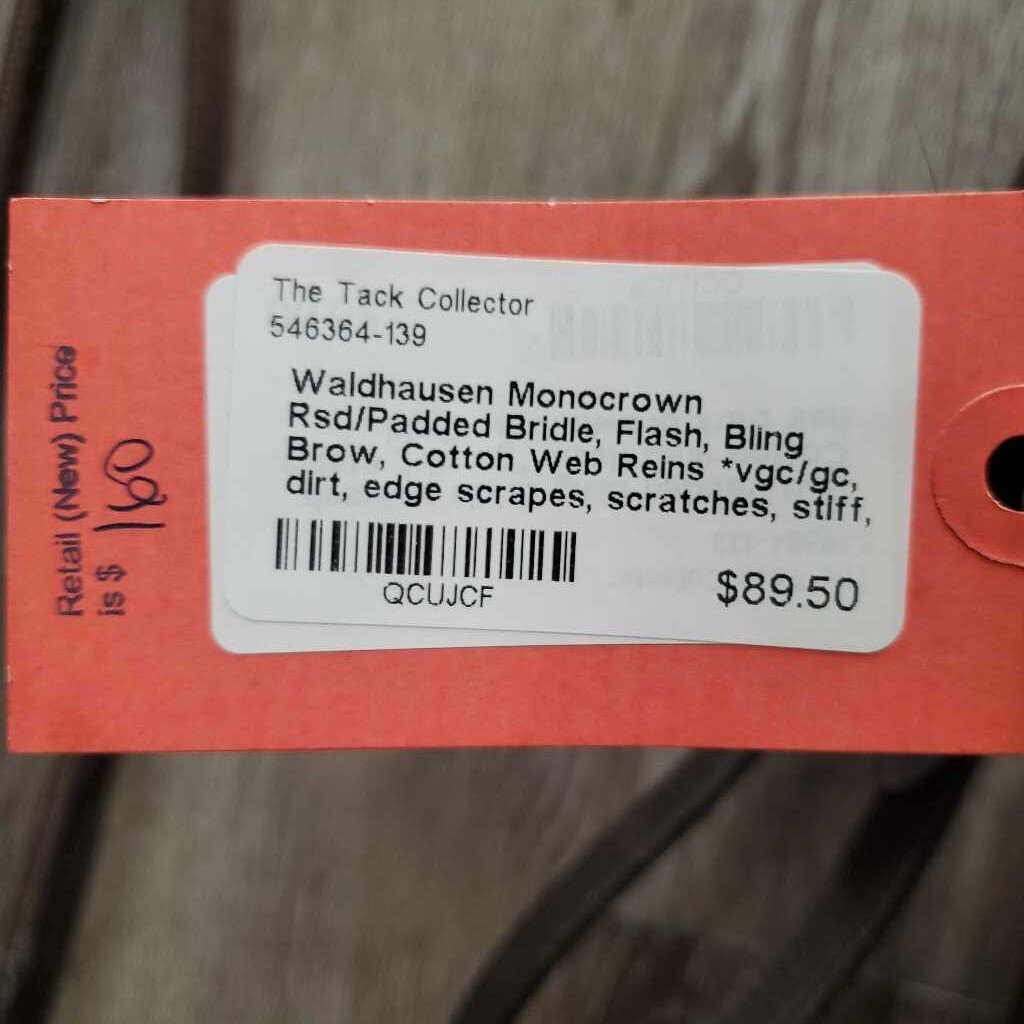 The Tack Collector
546364-139
Waldhausen Monocrown
Rsd/Padded Bridle, Flash, Bling
Brow, Cotton Web Reins *vgc/gc,
dirt, edge scrapes, scratches, stiff,
QCUJCF
$89.50
Retail (New) Price
is $ 160